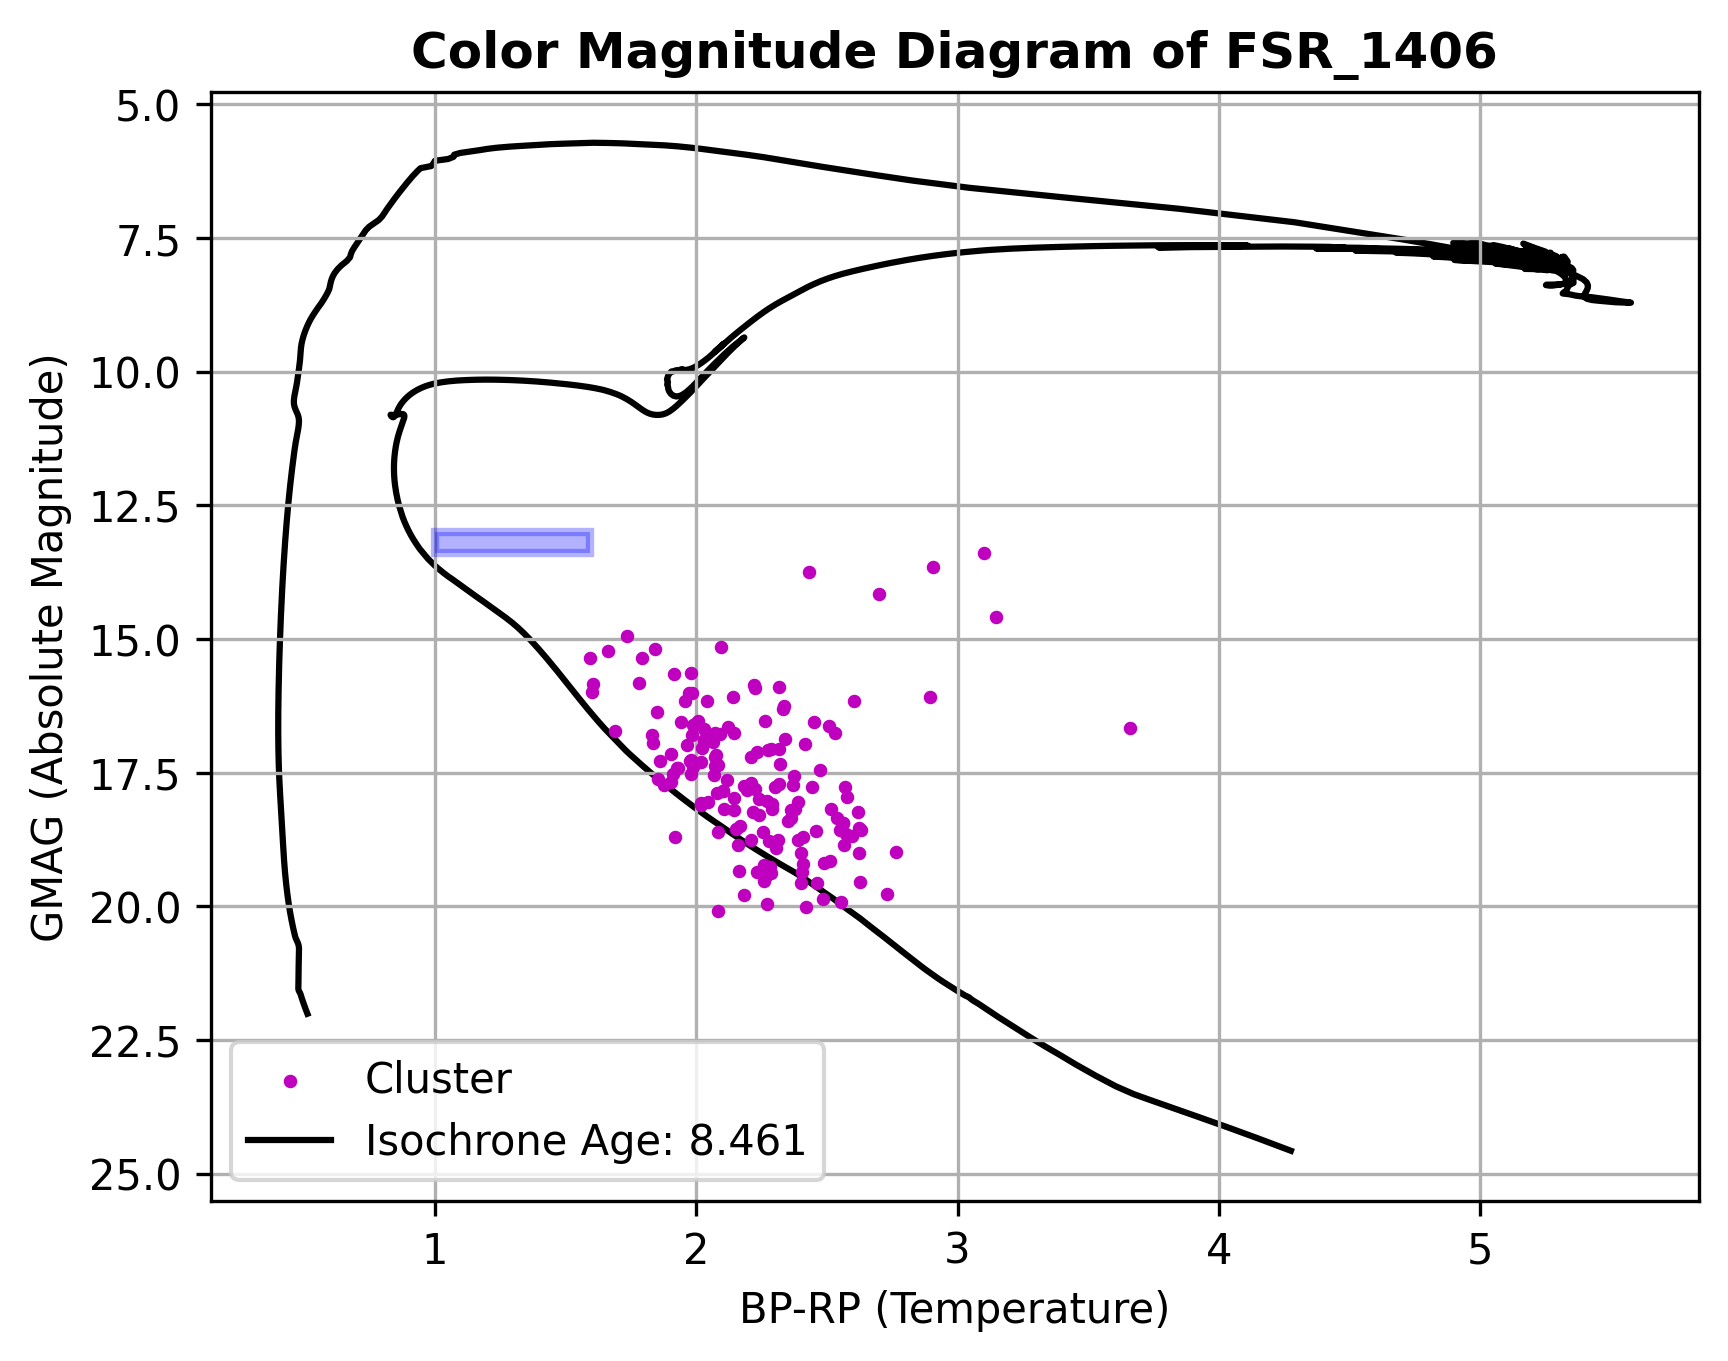 Color Magnitude Diagram of FSR_1406
GMAG (Absolute Magnitude)
5.0
7.5
10.0
12.5
15.0
17.5
20.0
22.5
25.0
Cluster
Isochrone Age: 8.461
1 2 3 4 5
BP-RP (Temperature)